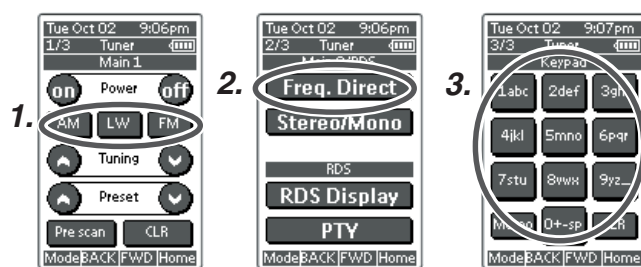 1.
Tue Oct 02 9:06pm
1/3 Tuner
Main 1
on Power off
AM LW FM
Tuning
Preset
Pre scan CLR
Mode BACK FWD Home
2.
Tue Oct 02 9:06pm
2/3 Tuner
Freq. Direct
Stereo/Mono
RDS
RDS Display
PTY
Mode BACK FWD Home
3.
Tue Oct 02 9:07pm
3/3 Tuner
Keypad
1abc 2def 3ghi
4jkl 5mno 6pqr
7stu 8vwx 9yz_
0+-sp
Mode BACK FWD Home